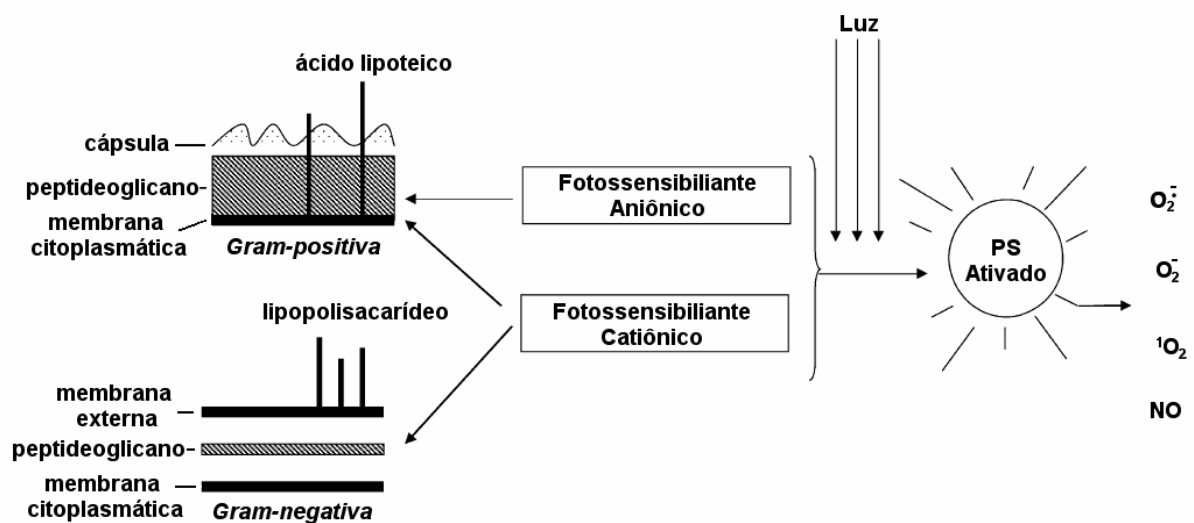 Luz
ácido lipoteico
cápsula
peptideoglicano
membrana
citoplasmática
Gram-positiva
Fotossensibiliante
Aniônico
PS
Ativado
O₂∸
O₂⁻
¹O₂
NO
lipopolisacarídeo
Fotossensibiliante
Catiônico
membrana
externa
peptideoglicano
membrana
citoplasmática
Gram-negativa